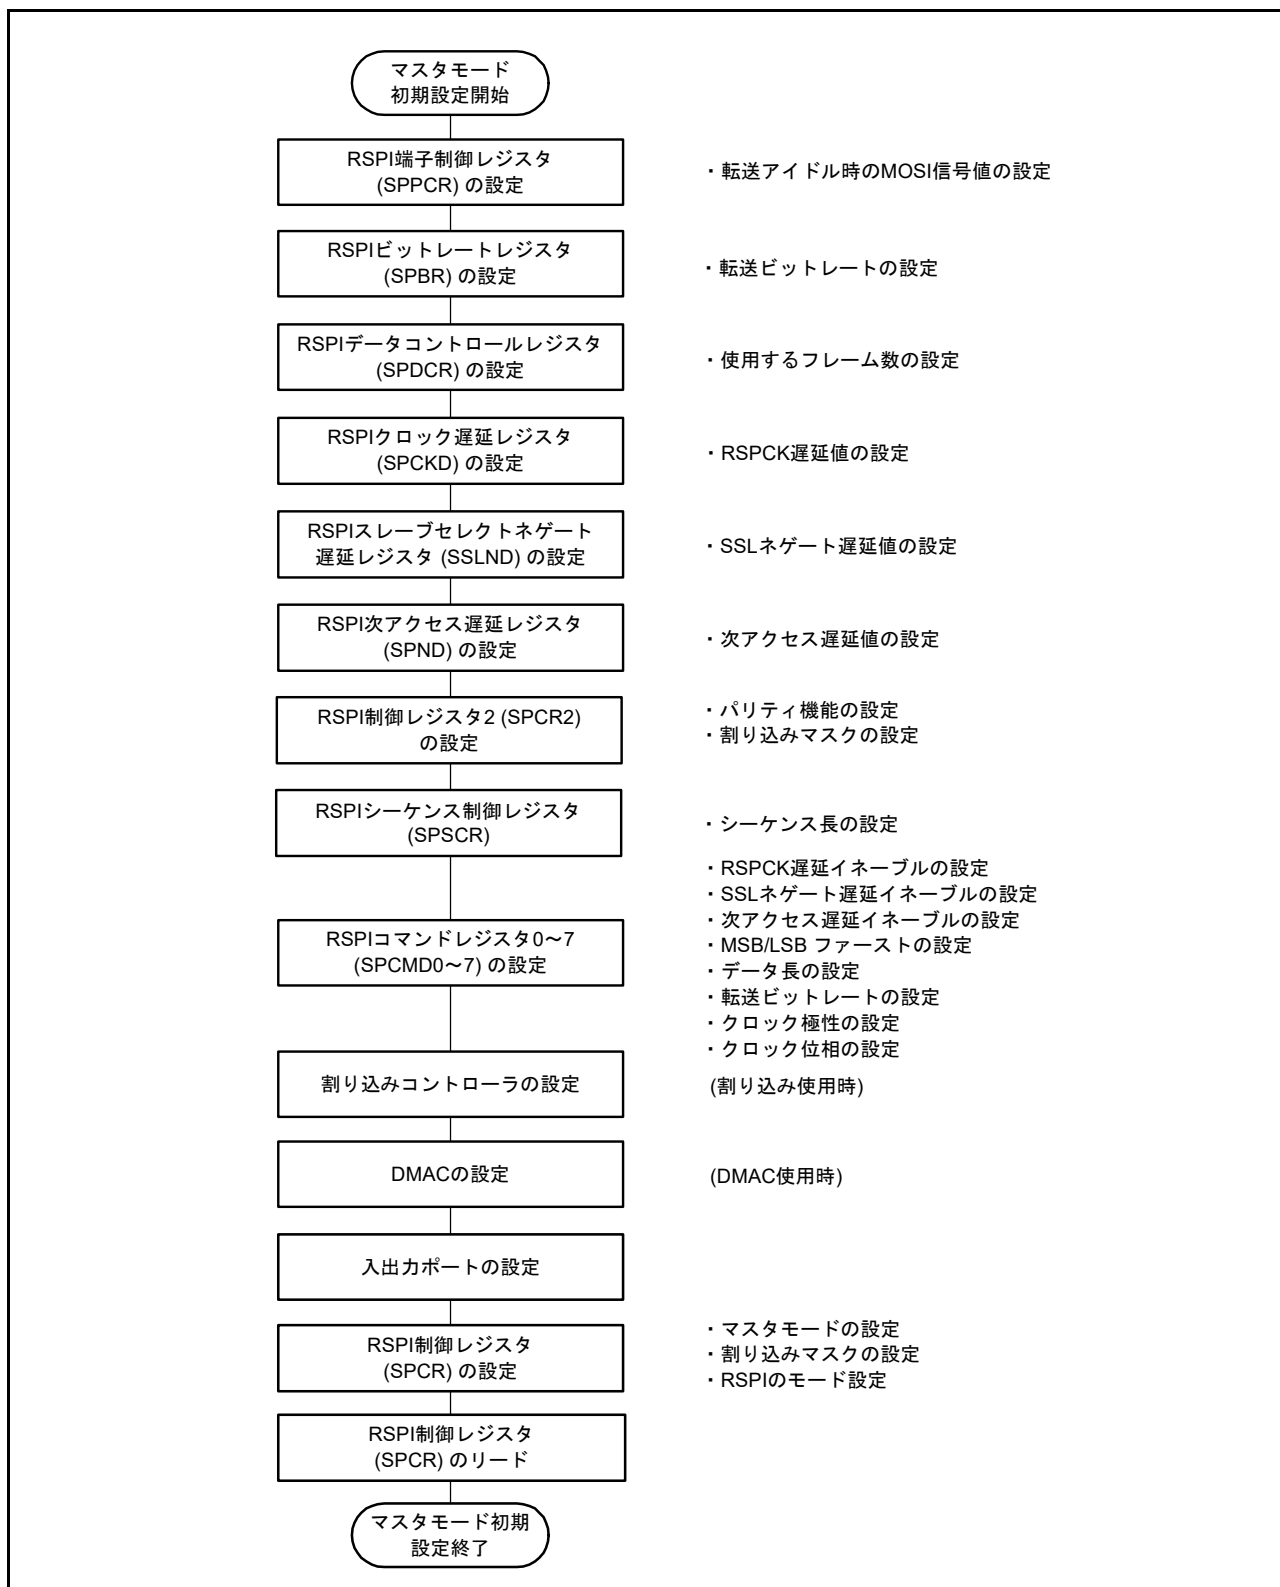 マスタモード
初期設定開始
RSPI端子制御レジスタ
(SPPCR) の設定
・転送アイドル時のMOSI信号値の設定
RSPIビットレートレジスタ
(SPBR) の設定
・転送ビットレートの設定
RSPIデータコントロールレジスタ
(SPDCR) の設定
・使用するフレーム数の設定
RSPIクロック遅延レジスタ
(SPCKD) の設定
・RSPCK遅延値の設定
RSPIスレーブセレクトネゲート
遅延レジスタ (SSLND) の設定
・SSLネゲート遅延値の設定
RSPI次アクセス遅延レジスタ
(SPND) の設定
・次アクセス遅延値の設定
RSPI制御レジスタ2 (SPCR2)
の設定
・パリティ機能の設定
・割り込みマスクの設定
RSPIシーケンス制御レジスタ
(SPSCR)
・シーケンス長の設定
RSPIコマンドレジスタ0～7
(SPCMD0～7) の設定
・RSPCK遅延イネーブルの設定
・SSLネゲート遅延イネーブルの設定
・次アクセス遅延イネーブルの設定
・MSB/LSB ファーストの設定
・データ長の設定
・転送ビットレートの設定
・クロック極性の設定
・クロック位相の設定
割り込みコントローラの設定
(割り込み使用時)
DMACの設定
(DMAC使用時)
入出力ポートの設定
RSPI制御レジスタ
(SPCR) の設定
・マスタモードの設定
・割り込みマスクの設定
・RSPIのモード設定
RSPI制御レジスタ
(SPCR) のリード
マスタモード初期
設定終了